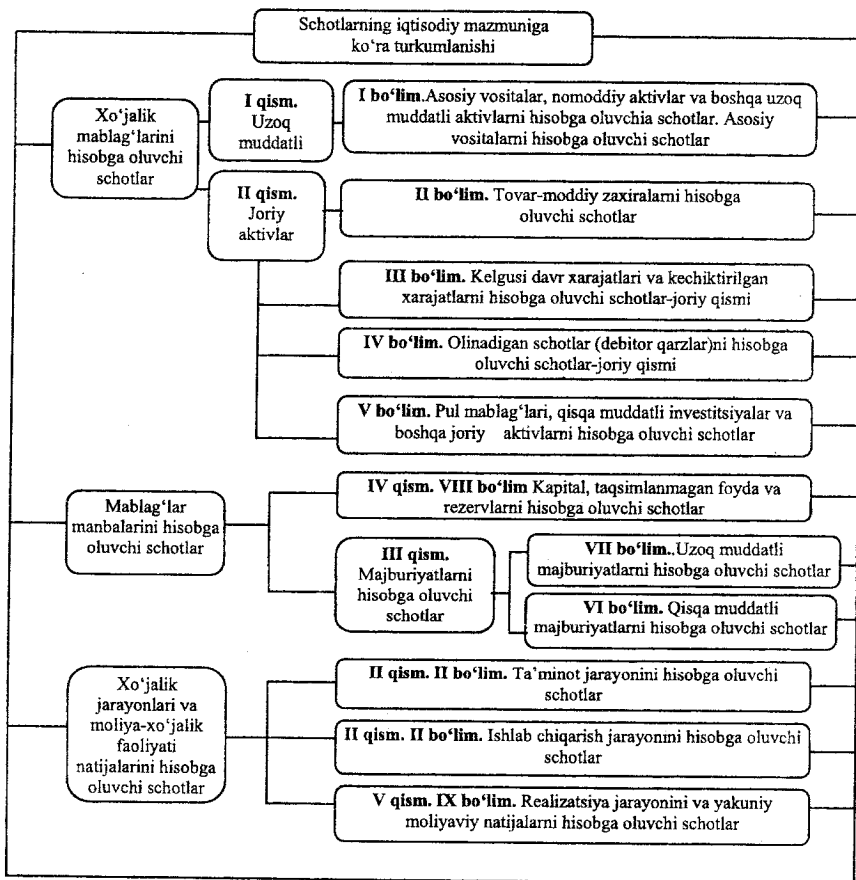 Schotlarning iqtisodiy mazmuniga
ko‘ra turkumlanishi
Xo‘jalik
mablag‘larini
hisobga oluvchi
schotlar
I qism.
Uzoq
muddatli
I bo‘lim.Asosiy vositalar, nomoddiy aktivlar va boshqa uzoq
muddatli aktivlarni hisobga oluvchia schotlar. Asosiy
vositalarni hisobga oluvchi schotlar
II qism.
Joriy
aktivlar
II bo‘lim. Tovar-moddiy zaxiralarni hisobga
oluvchi schotlar
III bo‘lim. Kelgusi davr xarajatlari va kechiktirilgan
xarajatlarni hisobga oluvchi schotlar-joriy qismi
IV bo‘lim. Olinadigan schotlar (debitor qarzlar)ni hisobga
oluvchi schotlar-joriy qismi
V bo‘lim. Pul mablag‘lari, qisqa muddatli investitsiyalar va
boshqa joriy aktivlarni hisobga oluvchi schotlar
Mablag‘lar
manbalarini hisobga
oluvchi schotlar
IV qism. VIII bo‘lim Kapital, taqsimlanmagan foyda va
rezervlarni hisobga oluvchi schotlar
III qism.
Majburiyatlarni
hisobga oluvchi
schotlar
VII bo‘lim..Uzoq muddatli
majburiyatlarni hisobga oluvchi schotlar
VI bo‘lim. Qisqa muddatli
majburiyatlarni hisobga oluvchi schotlar
Xo‘jalik
jarayonlari va
moliya-xo‘jalik
faoliyati
natijalarini hisobga
oluvchi schotlar
II qism. II bo‘lim. Ta’minot jarayonini hisobga oluvchi
schotlar
II qism. II bo‘lim. Ishlab chiqarish jarayonini hisobga oluvchi
schotlar
V qism. IX bo‘lim. Realizatsiya jarayonini va yakuniy
moliyaviy natijalarni hisobga oluvchi schotlar